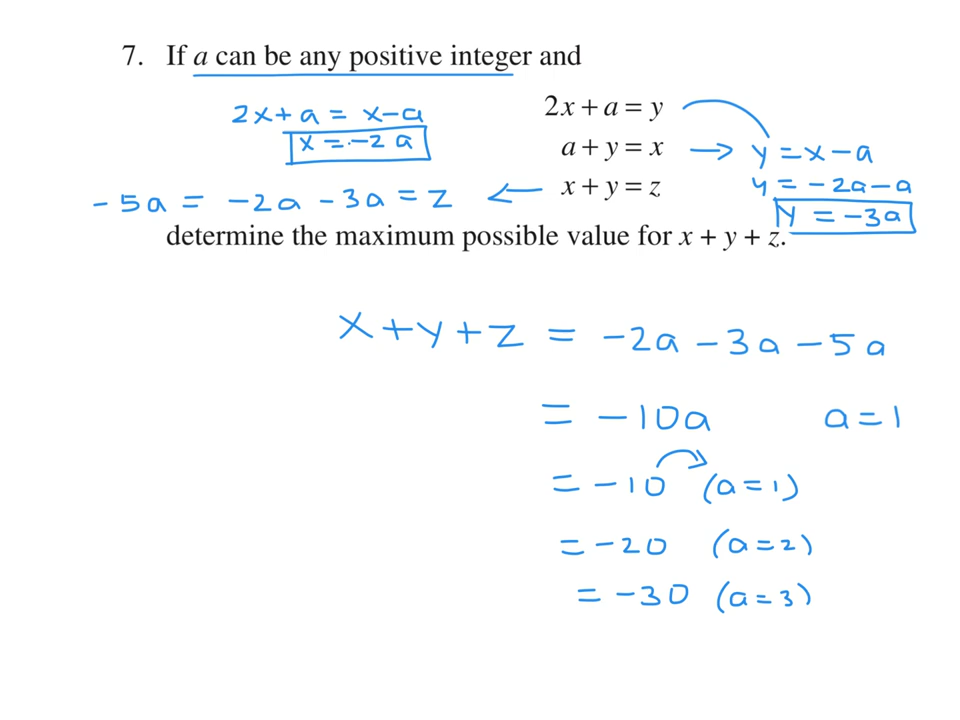 7. If a can be any positive integer and
2x + a = x - a
2x + a = y
x = -2a
a + y = x → y = x - a
-5a = -2a - 3a = z ← x + y = z
y = -2a - a
y = -3a
determine the maximum possible value for x + y + z.
x + y + z = -2a - 3a - 5a
= -10a a = 1
= -10 (a = 1)
= -20 (a = 2)
= -30 (a = 3)